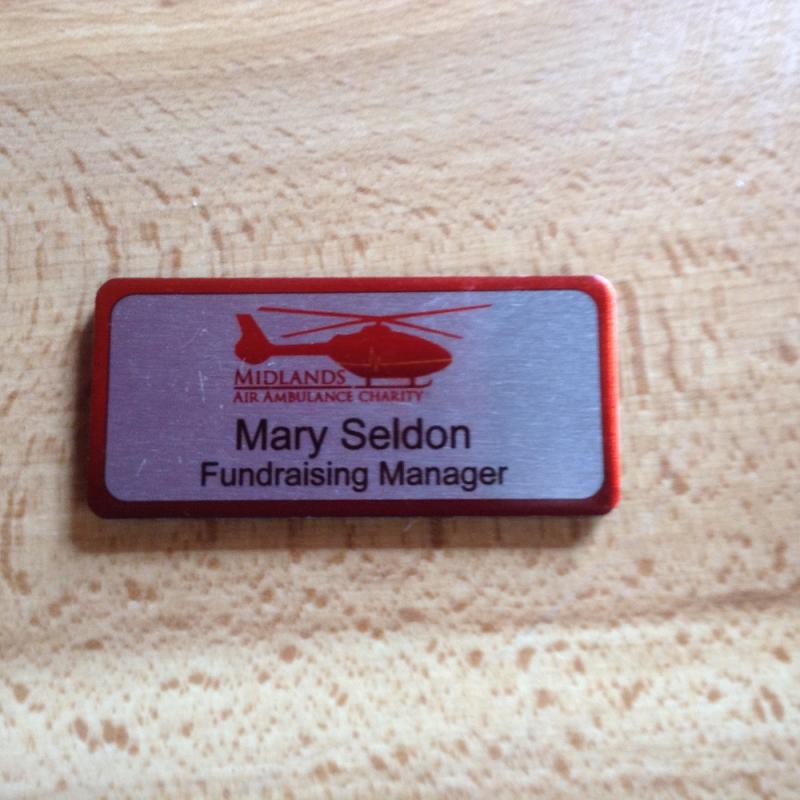 MIDLANDS
AIR AMBULANCE CHARITY
Mary Seldon
Fundraising Manager